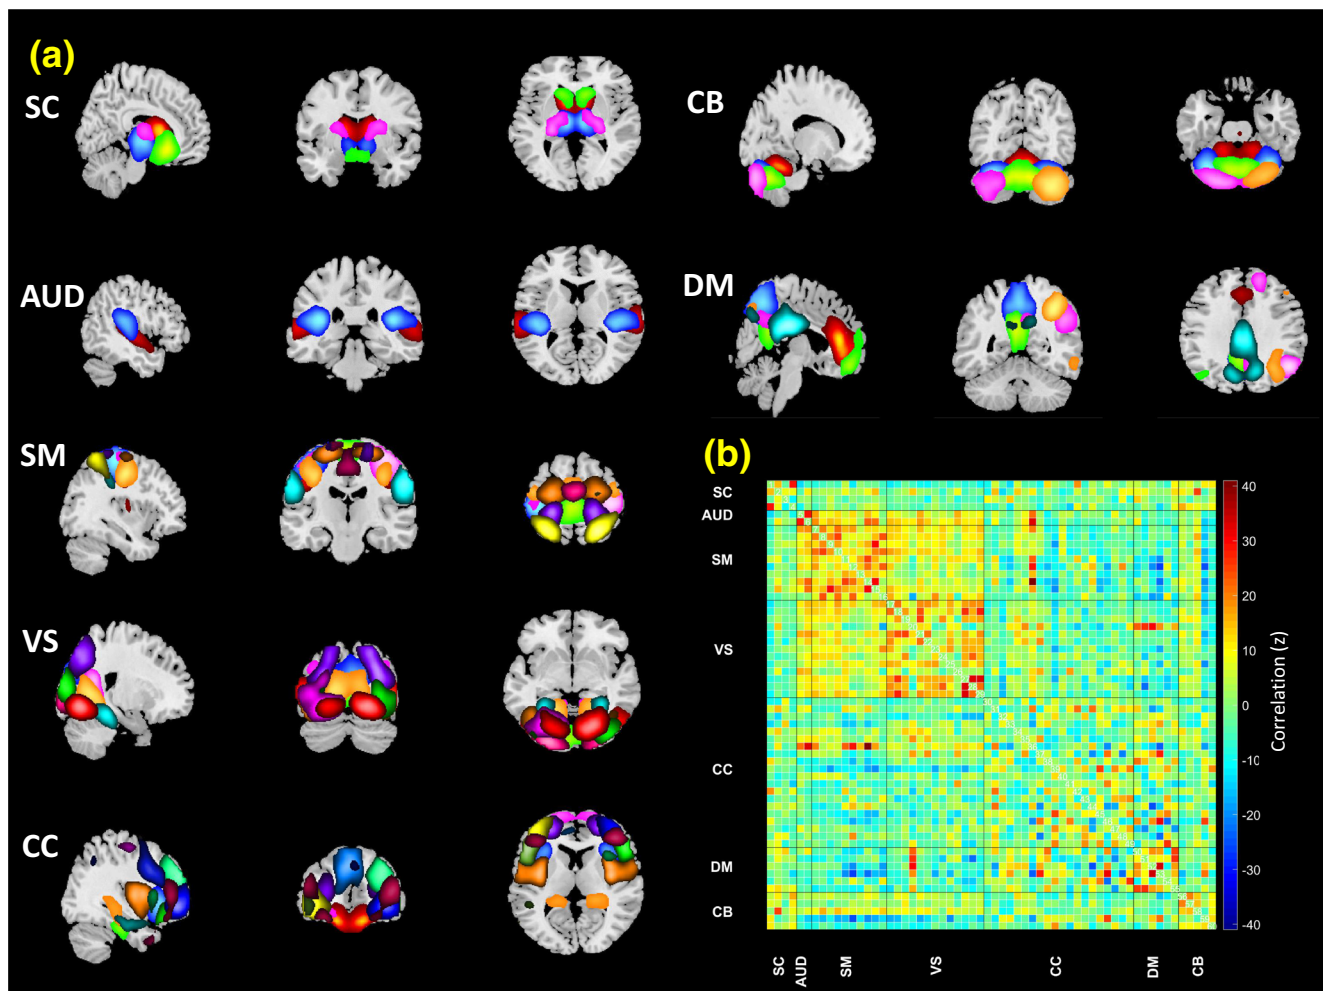 (a)
SC
CB
AUD
DM
SM
(b)
VS
CC
SC
AUD
SM
VS
CC
DM
CB
SC
AUD
SM
VS
CC
DM
CB
40
30
20
10
0
-10
-20
-30
-40
Correlation (z)